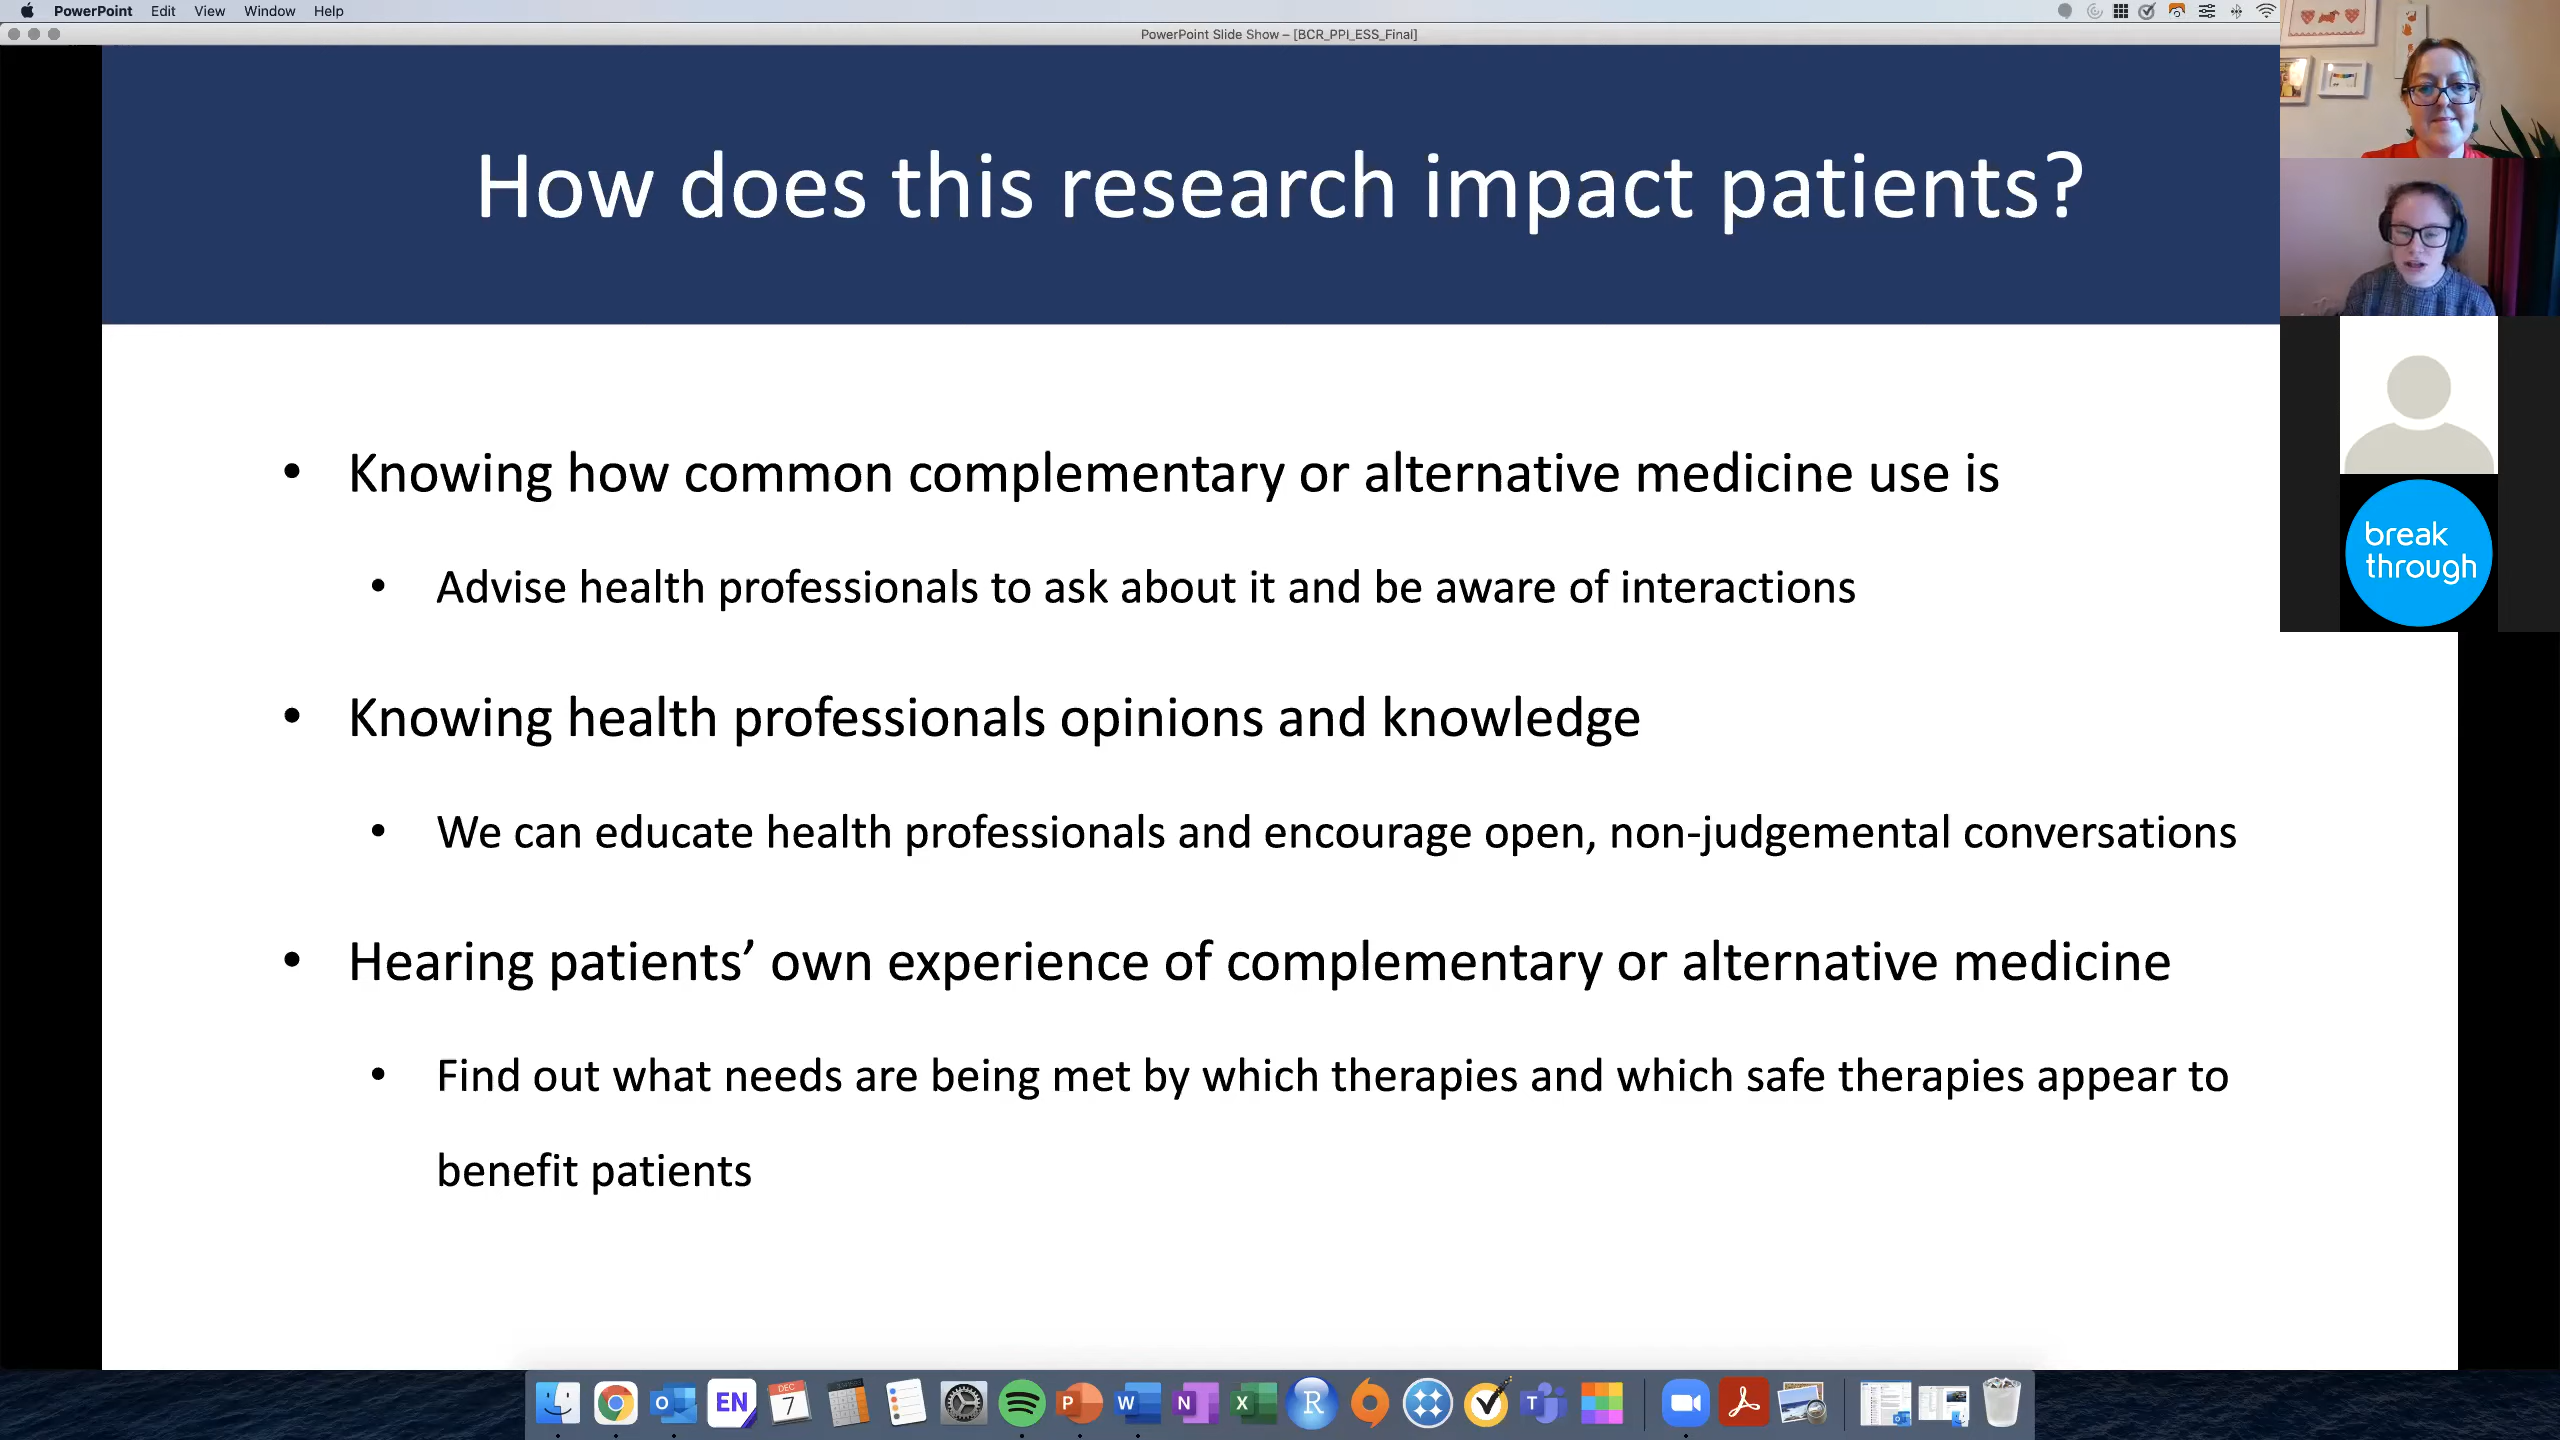 PowerPoint Edit View Window Help
PowerPoint Slide Show – [BCR_PPI_ESS_Final]
How does this research impact patients?
• Knowing how common complementary or alternative medicine use is
• Advise health professionals to ask about it and be aware of interactions
• Knowing health professionals opinions and knowledge
• We can educate health professionals and encourage open, non-judgemental conversations
• Hearing patients’ own experience of complementary or alternative medicine
• Find out what needs are being met by which therapies and which safe therapies appear to
benefit patients
break
through
EN
DEC
7
O
P
W
N
X
R
T